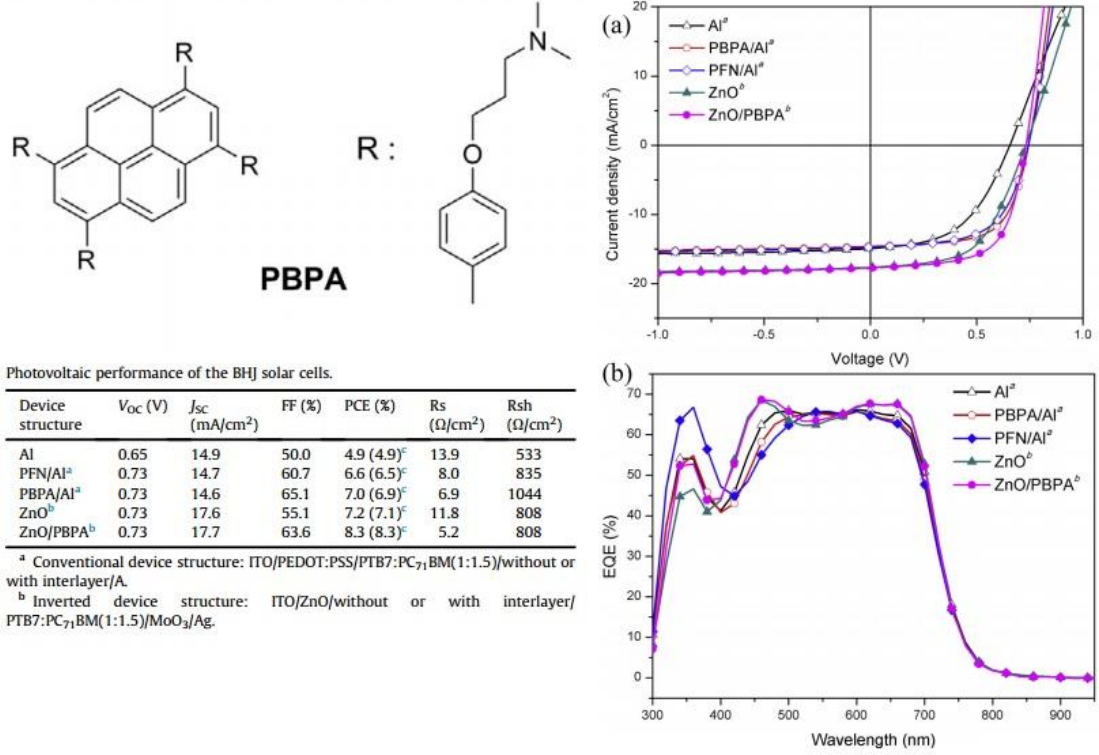 R
N
R
R
R
R :
O
PBPA
Photovoltaic performance of the BHJ solar cells.
Device structure V_OC (V) J_SC (mA/cm²) FF (%) PCE (%) Rs (Ω/cm²) Rsh (Ω/cm²)
Al 0.65 14.9 50.0 4.9 (4.9)ᶜ 13.9 533
PFN/Alᵃ 0.73 14.7 60.7 6.6 (6.5)ᶜ 8.0 835
PBPA/Alᵃ 0.73 14.6 65.1 7.0 (6.9)ᶜ 6.9 1044
ZnOᵇ 0.73 17.6 55.1 7.2 (7.1)ᶜ 11.8 808
ZnO/PBPAᵇ 0.73 17.7 63.6 8.3 (8.3)ᶜ 5.2 808
ᵃ Conventional device structure: ITO/PEDOT:PSS/PTB7:PC₇₁BM(1:1.5)/without or
with interlayer/A.
ᵇ Inverted device structure: ITO/ZnO/without or with interlayer/
PTB7:PC₇₁BM(1:1.5)/MoO₃/Ag.
(a)
Alᵃ
PBPA/Alᵃ
PFN/Alᵃ
ZnOᵇ
ZnO/PBPAᵇ
Current density (mA/cm²)
20
10
0
-10
-20
-1.0 -0.5 0.0 0.5 1.0
Voltage (V)
(b)
Alᵃ
PBPA/Alᵃ
PFN/Alᵃ
ZnOᵇ
ZnO/PBPAᵇ
EQE (%)
70
60
50
40
30
20
10
0
300 400 500 600 700 800 900
Wavelength (nm)